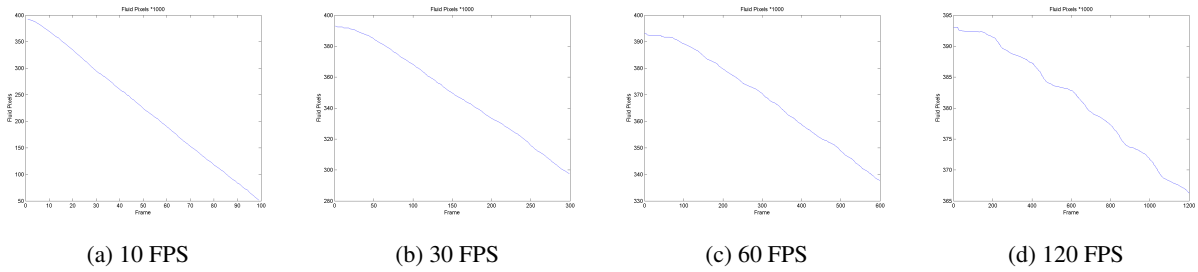 Fluid Pixels *1000
Fluid Pixels
400
350
300
250
200
150
100
50
0 10 20 30 40 50 60 70 80 90 100
Frame
(a) 10 FPS
Fluid Pixels *1000
Fluid Pixels
400
380
360
340
320
300
280
0 50 100 150 200 250 300
Frame
(b) 30 FPS
Fluid Pixels *1000
Fluid Pixels
400
390
380
370
360
350
340
330
0 100 200 300 400 500 600
Frame
(c) 60 FPS
Fluid Pixels *1000
Fluid Pixels
395
390
385
380
375
370
365
0 200 400 600 800 1000 1200
Frame
(d) 120 FPS